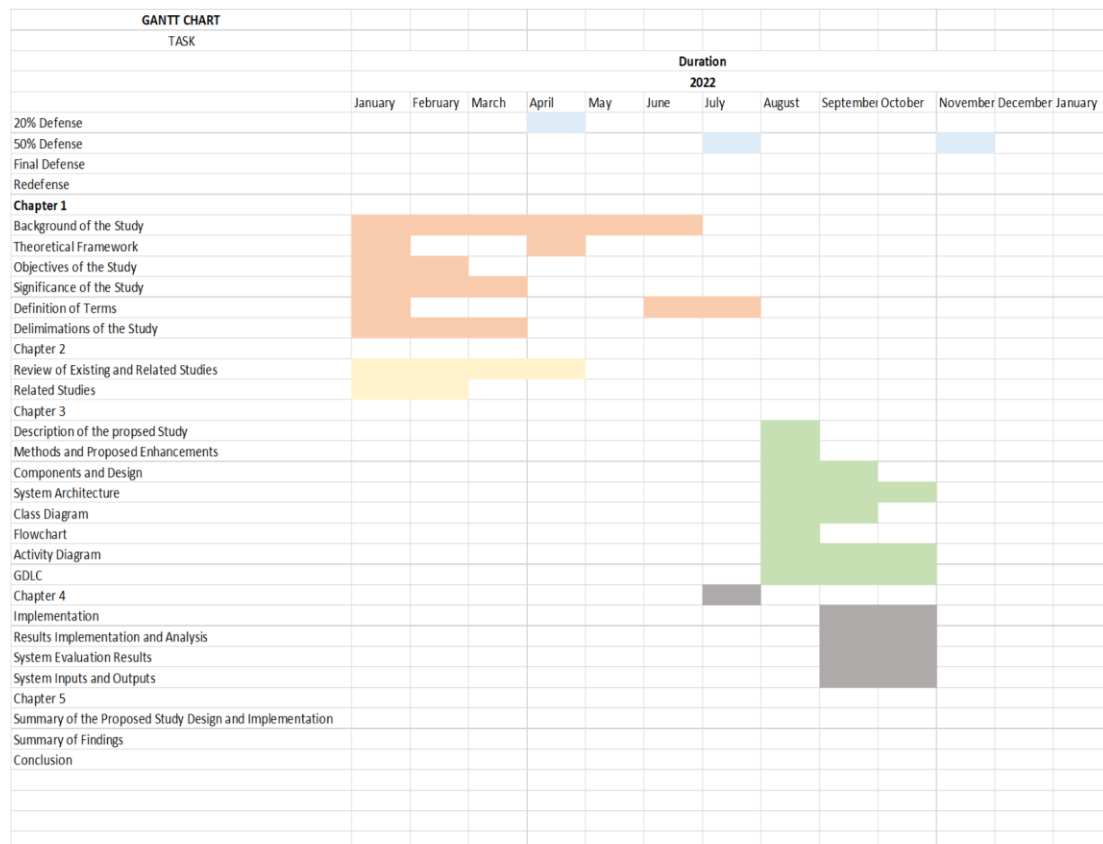 GANTT CHART
TASK
Duration
2022
January February March April May June July August September October November December January
20% Defense
50% Defense
Final Defense
Redefense
Chapter 1
Background of the Study
Theoretical Framework
Objectives of the Study
Significance of the Study
Definition of Terms
Delimimations of the Study
Chapter 2
Review of Existing and Related Studies
Related Studies
Chapter 3
Description of the propsed Study
Methods and Proposed Enhancements
Components and Design
System Architecture
Class Diagram
Flowchart
Activity Diagram
GDLC
Chapter 4
Implementation
Results Implementation and Analysis
System Evaluation Results
System Inputs and Outputs
Chapter 5
Summary of the Proposed Study Design and Implementation
Summary of Findings
Conclusion